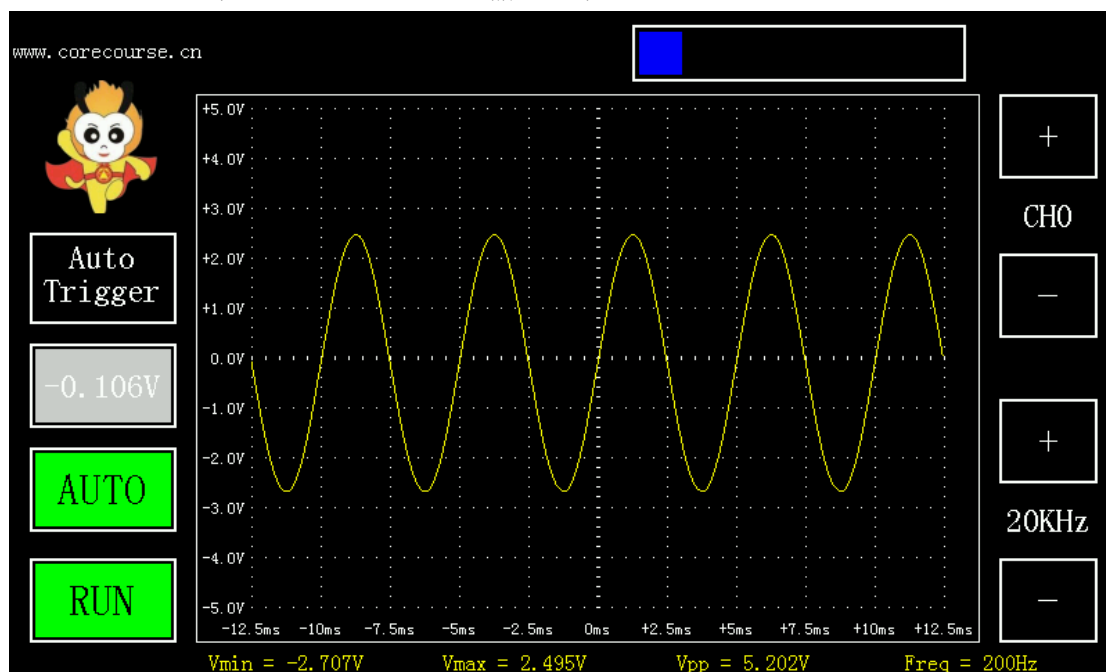 www.corecourse.cn
Auto
Trigger
-0.106V
AUTO
RUN
+5.0V
+4.0V
+3.0V
+2.0V
+1.0V
0.0V
-1.0V
-2.0V
-3.0V
-4.0V
-5.0V
-12.5ms -10ms -7.5ms -5ms -2.5ms 0ms +2.5ms +5ms +7.5ms +10ms +12.5ms
Vmin = -2.707V Vmax = 2.495V Vpp = 5.202V Freq = 200Hz
+
CH0
-
+
20KHz
-